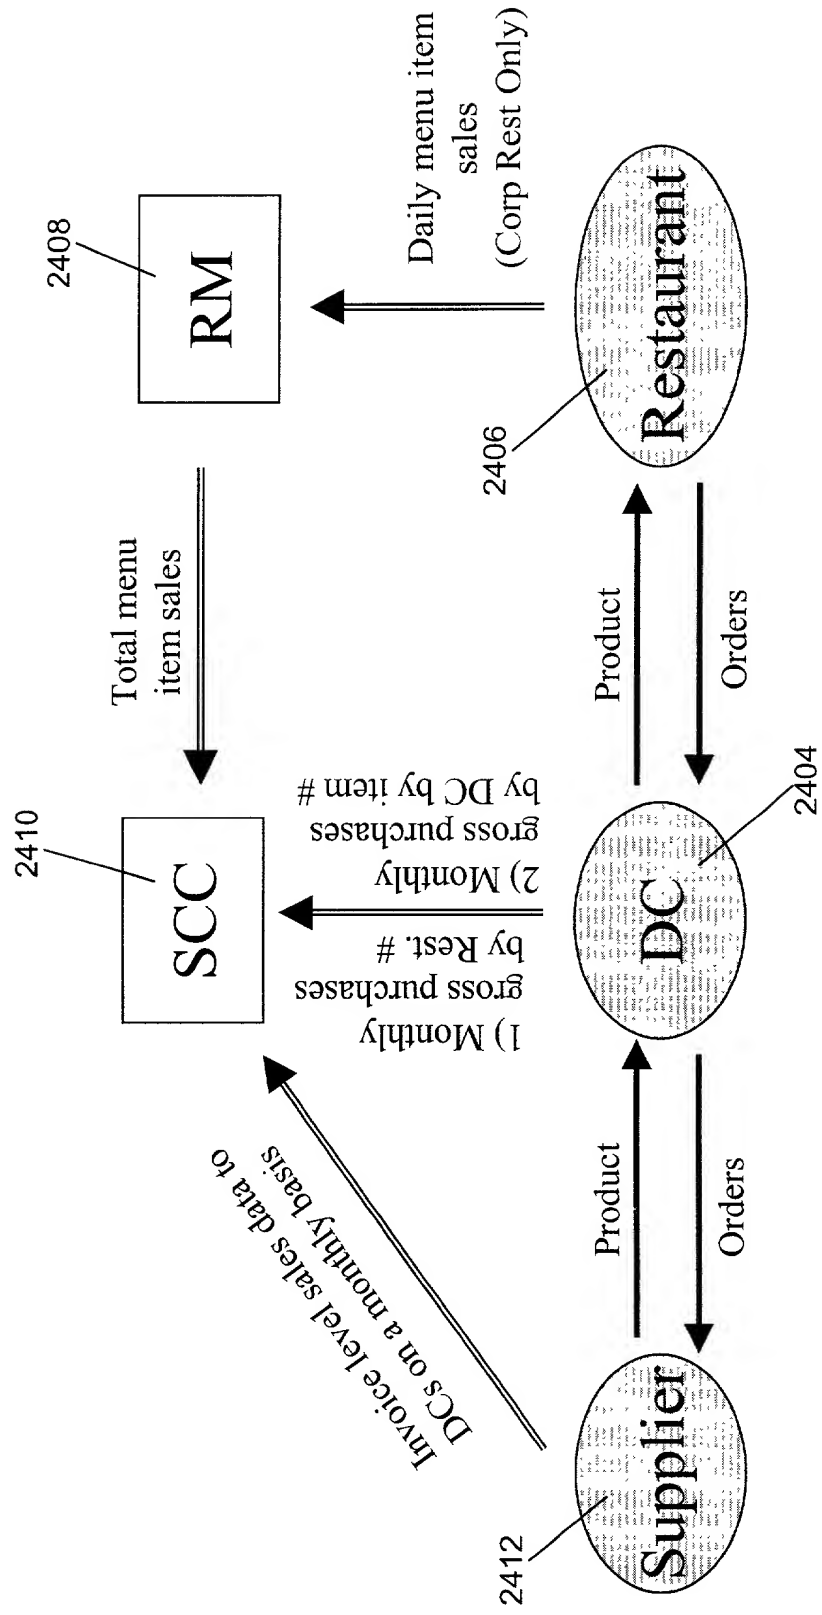 2410
SCC
Total menu
item sales
2408
RM
Invoice level sales data to
DCs on a monthly basis
1) Monthly
gross purchases
by Rest. #
2) Monthly
gross purchases
by DC by item #
Daily menu item
sales
(Corp Rest Only)
2412
Supplier
Product
Orders
DC
2404
Product
Orders
2406
Restaurant